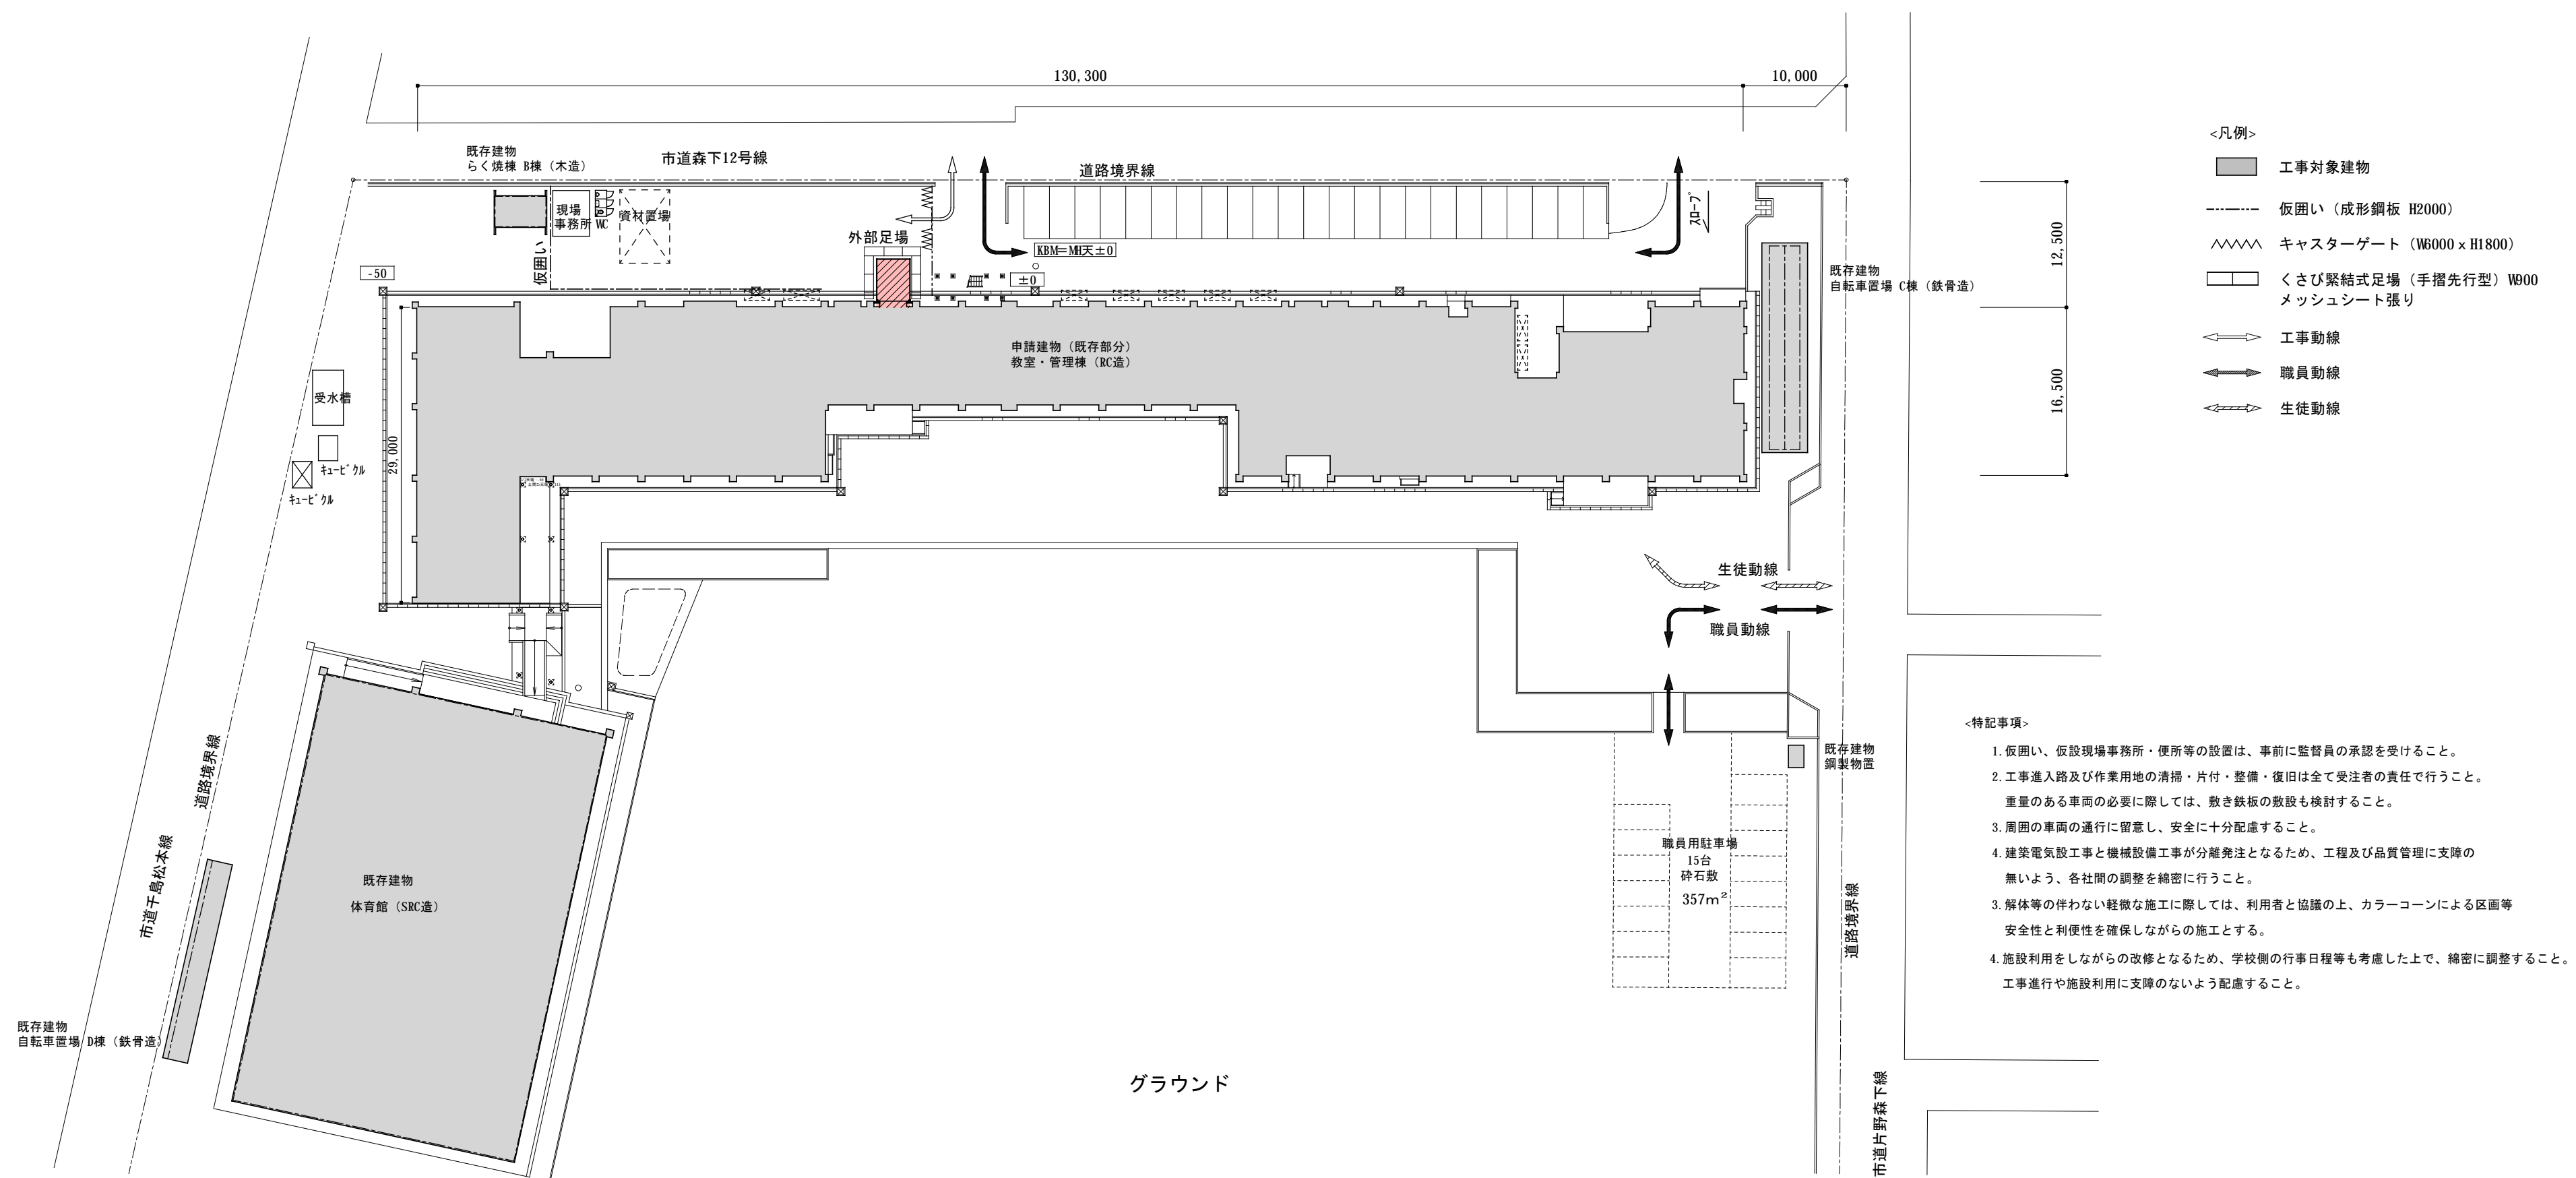 130,300
10,000
既存建物
らく焼棟 B棟（木造）
市道森下12号線
道路境界線
現場
事務所
WC
資材置場
仮囲い
外部足場
KBM=MH天±0
±0
-50
ｽﾛｰﾌﾟ
既存建物
自転車置場 C棟（鉄骨造）
申請建物（既存部分）
教室・管理棟（RC造）
受水槽
ｷｭｰﾋﾞｸﾙ
ｷｭｰﾋﾞｸﾙ
29,000
12,500
16,500
<凡例>
工事対象建物
仮囲い（成形鋼板 H2000）
キャスターゲート（W6000 x H1800）
くさび緊結式足場（手摺先行型）W900
メッシュシート張り
工事動線
職員動線
生徒動線
生徒動線
職員動線
道路境界線
市道千島松本線
既存建物
体育館（SRC造）
既存建物
自転車置場 D棟（鉄骨造）
グラウンド
既存建物
鋼製物置
職員用駐車場
15台
砕石敷
357m²
道路境界線
市道片野森下線
<特記事項>
1. 仮囲い、仮設現場事務所・便所等の設置は、事前に監督員の承認を受けること。
2. 工事進入路及び作業用地の清掃・片付・整備・復旧は全て受注者の責任で行うこと。
重量のある車両の必要に際しては、敷き鉄板の敷設も検討すること。
3. 周囲の車両の通行に留意し、安全に十分配慮すること。
4. 建築電気設工事と機械設備工事が分離発注となるため、工程及び品質管理に支障の
無いよう、各社間の調整を綿密に行うこと。
3. 解体等の伴わない軽微な施工に際しては、利用者と協議の上、カラーコーンによる区画等
安全性と利便性を確保しながらの施工とする。
4. 施設利用をしながらの改修となるため、学校側の行事日程等も考慮した上で、綿密に調整すること。
工事進行や施設利用に支障のないよう配慮すること。